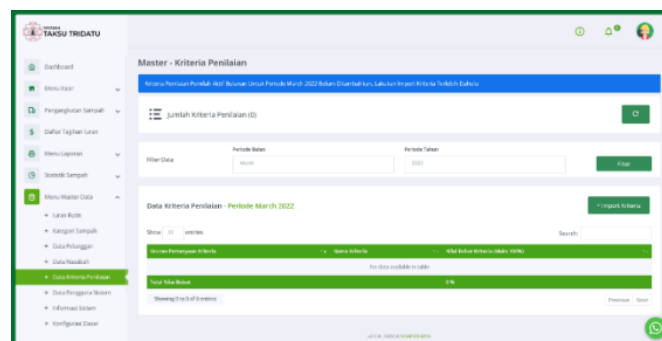 TAKSU TRIDATU
Dashboard
Menu Kasir
Pengangkutan Sampah
Daftar Tagihan Iuran
Menu Laporan
Statistik Sampah
Menu Master Data
Iuran Rutin
Kategori Sampah
Data Pelanggan
Data Nasabah
Data Kriteria Penilaian
Data Pengguna Sistem
Informasi Sistem
Konfigurasi Dasar
Master - Kriteria Penilaian
Kriteria Penilaian Pemilah Aktif Bulanan Untuk Periode March 2022 Belum Ditambahkan, Lakukan Import Kriteria Terlebih Dahulu
Jumlah Kriteria Penilaian (0)
Filter Data
Periode Bulan
Periode Tahun
March
2022
Filter
Data Kriteria Penilaian - Periode March 2022
+ Import Kriteria
Show 10 entries
Search:
Urutan Pertanyaan Kriteria
Nama Kriteria
Nilai Bobot Kriteria (Maks 100%)
No data available in table
Total Nilai Bobot
0 %
Showing 0 to 0 of 0 entries
Previous Next